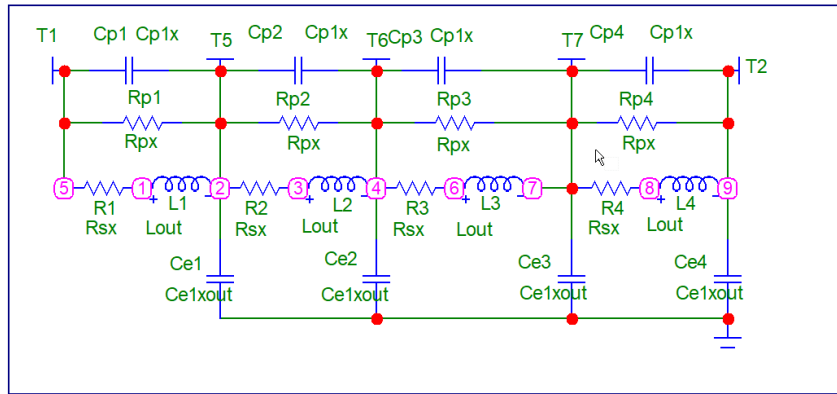 T1 Cp1 Cp1x T5 Cp2 Cp1x T6 Cp3 Cp1x T7 Cp4 Cp1x T2
Rp1 Rp2 Rp3 Rp4
Rpx Rpx Rpx Rpx
5 1 2 3 4 6 7 8 9
+ - + - + - + -
R1 L1 R2 L2 R3 L3 R4 L4
Rsx Lout Rsx Lout Rsx Lout Rsx Lout
Ce1 Ce2 Ce3 Ce4
Ce1xout Ce1xout Ce1xout Ce1xout